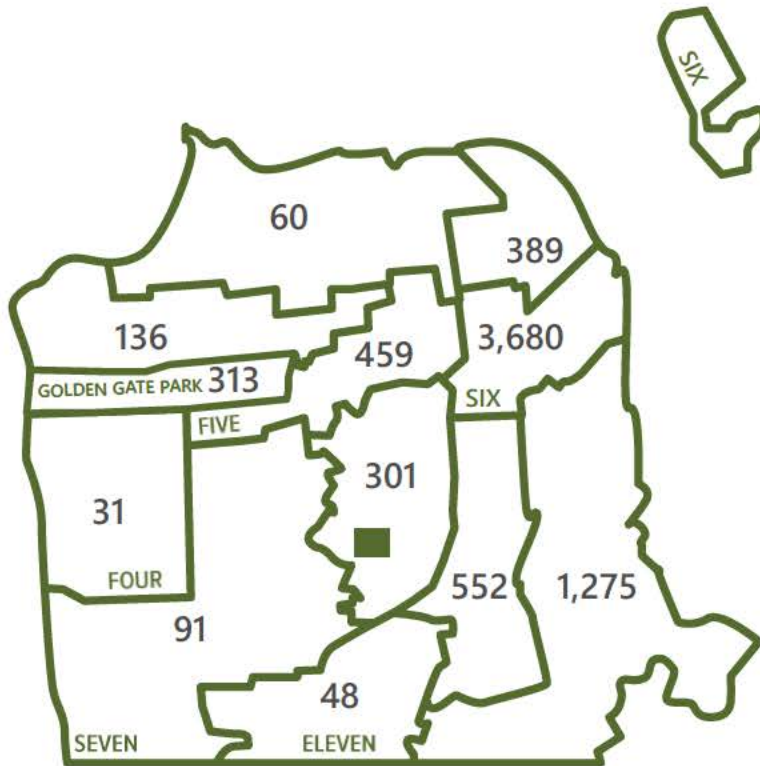 SIX
60
389
136
3,680
459
GOLDEN GATE PARK 313
SIX
FIVE
301
31
FOUR
552
1,275
91
48
SEVEN
ELEVEN